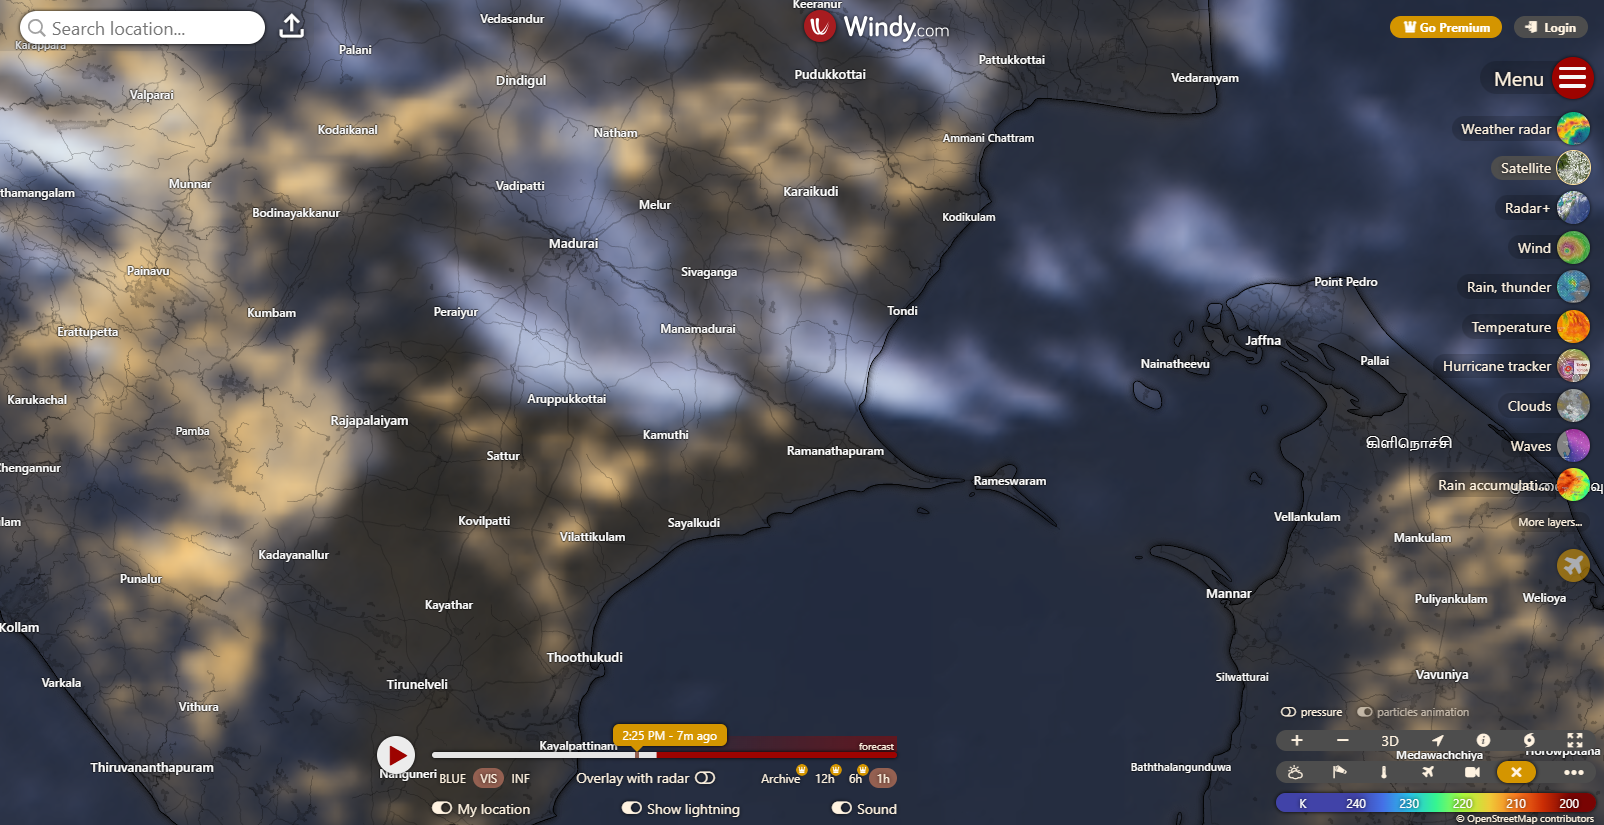 Search location...
Windy.com
Go Premium
Login
Menu
Weather radar
Satellite
Radar+
Wind
Rain, thunder
Temperature
Hurricane tracker
Clouds
Waves
Rain accumulati
More layers...
Keeranur
Vedasandur
Karappara
Palani
Pattukkottai
Pudukkottai
Vedaranyam
Dindigul
Valparai
Kodaikanal
Natham
Ammani Chattram
Munnar
Vadipatti
Karaikudi
thamangalam
Bodinayakkanur
Melur
Kodikulam
Madurai
Painavu
Sivaganga
Point Pedro
Kumbam
Peraiyur
Tondi
Erattupetta
Manamadurai
Jaffna
Nainatheevu
Pallai
Karukachal
Aruppukkottai
Rajapalaiyam
Pamba
Kamuthi
கிளிநொச்சி
Sattur
Ramanathapuram
Chengannur
Rameswaram
Kovilpatti
Sayalkudi
Vellankulam
lam
Vilattikulam
Mankulam
Kadayanallur
Punalur
Mannar
Kayathar
Puliyankulam
Welioya
Kollam
Thoothukudi
Varkala
Tirunelveli
Silwatturai
Vavuniya
Vithura
Kayalpattinam
Thiruvananthapuram
Nanguneri
Medawachchiya
Horowpotana
Baththalangunduwa
2:25 PM - 7m ago
forecast
BLUE
VIS
INF
Overlay with radar
Archive
12h
6h
1h
My location
Show lightning
Sound
pressure
particles animation
+
−
3D
K 240 230 220 210 200
© OpenStreetMap contributors